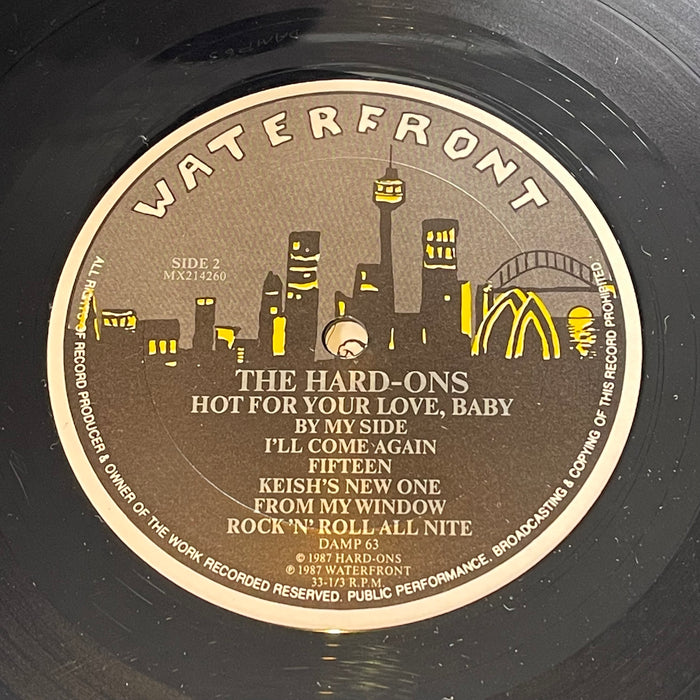 WATERFRONT
SIDE 2
MX214260
THE HARD-ONS
HOT FOR YOUR LOVE, BABY
BY MY SIDE
I'LL COME AGAIN
FIFTEEN
KEISH'S NEW ONE
FROM MY WINDOW
ROCK 'N' ROLL ALL NITE
DAMP 63
© 1987 HARD-ONS
℗ 1987 WATERFRONT
33-1/3 R.P.M.
ALL RIGHTS OF RECORD PRODUCER & OWNER OF THE WORK RECORDED RESERVED. PUBLIC PERFORMANCE, BROADCASTING & COPYING OF THIS RECORD PROHIBITED.